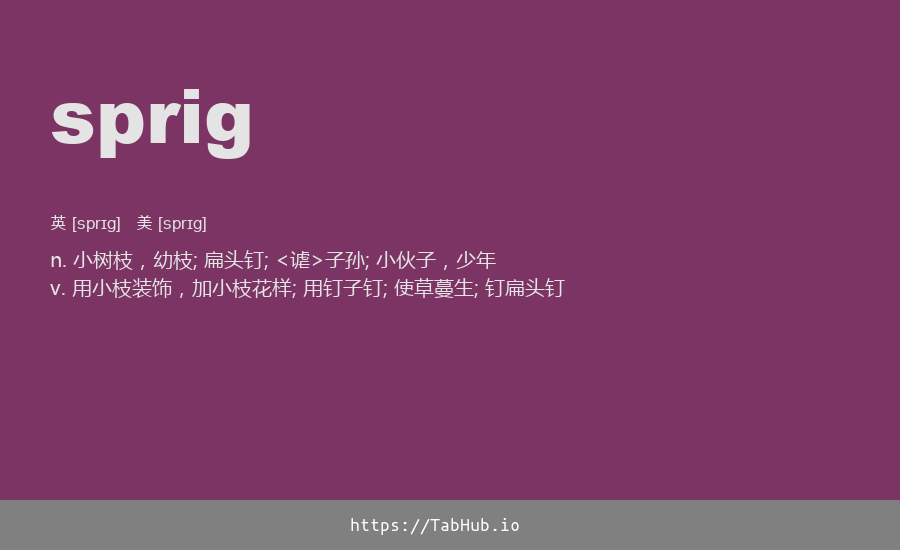 sprig
英 [sprɪg] 美 [sprɪg]
n. 小树枝，幼枝; 扁头钉; <谑>子孙; 小伙子，少年
v. 用小枝装饰，加小枝花样; 用钉子钉; 使草蔓生; 钉扁头钉
https://TabHub.io